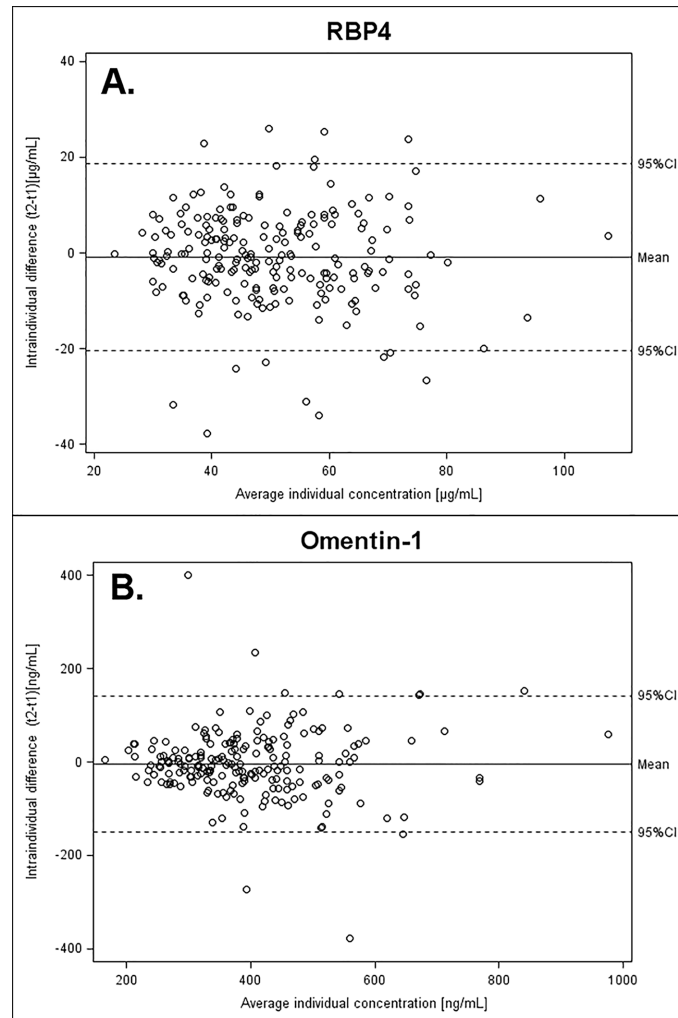 RBP4
A.
Intraindividual difference (t2-t1)[µg/mL]
40
20
0
-20
-40
95%CI
Mean
95%CI
20 40 60 80 100
Average individual concentration [µg/mL]
Omentin-1
B.
Intraindividual difference (t2-t1)[ng/mL]
400
200
0
-200
-400
95%CI
Mean
95%CI
200 400 600 800 1000
Average individual concentration [ng/mL]